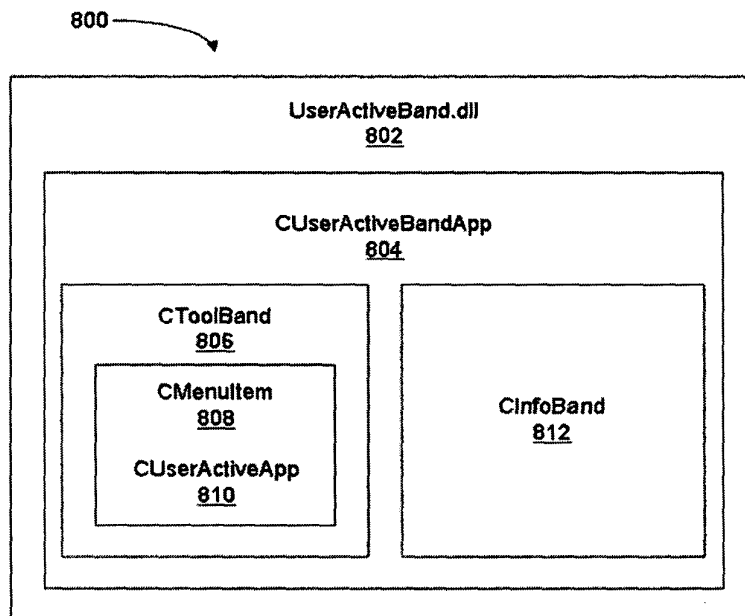 800
UserActiveBand.dll
802
CUserActiveBandApp
804
CToolBand
806
CMenuItem
808
CUserActiveApp
810
CInfoBand
812